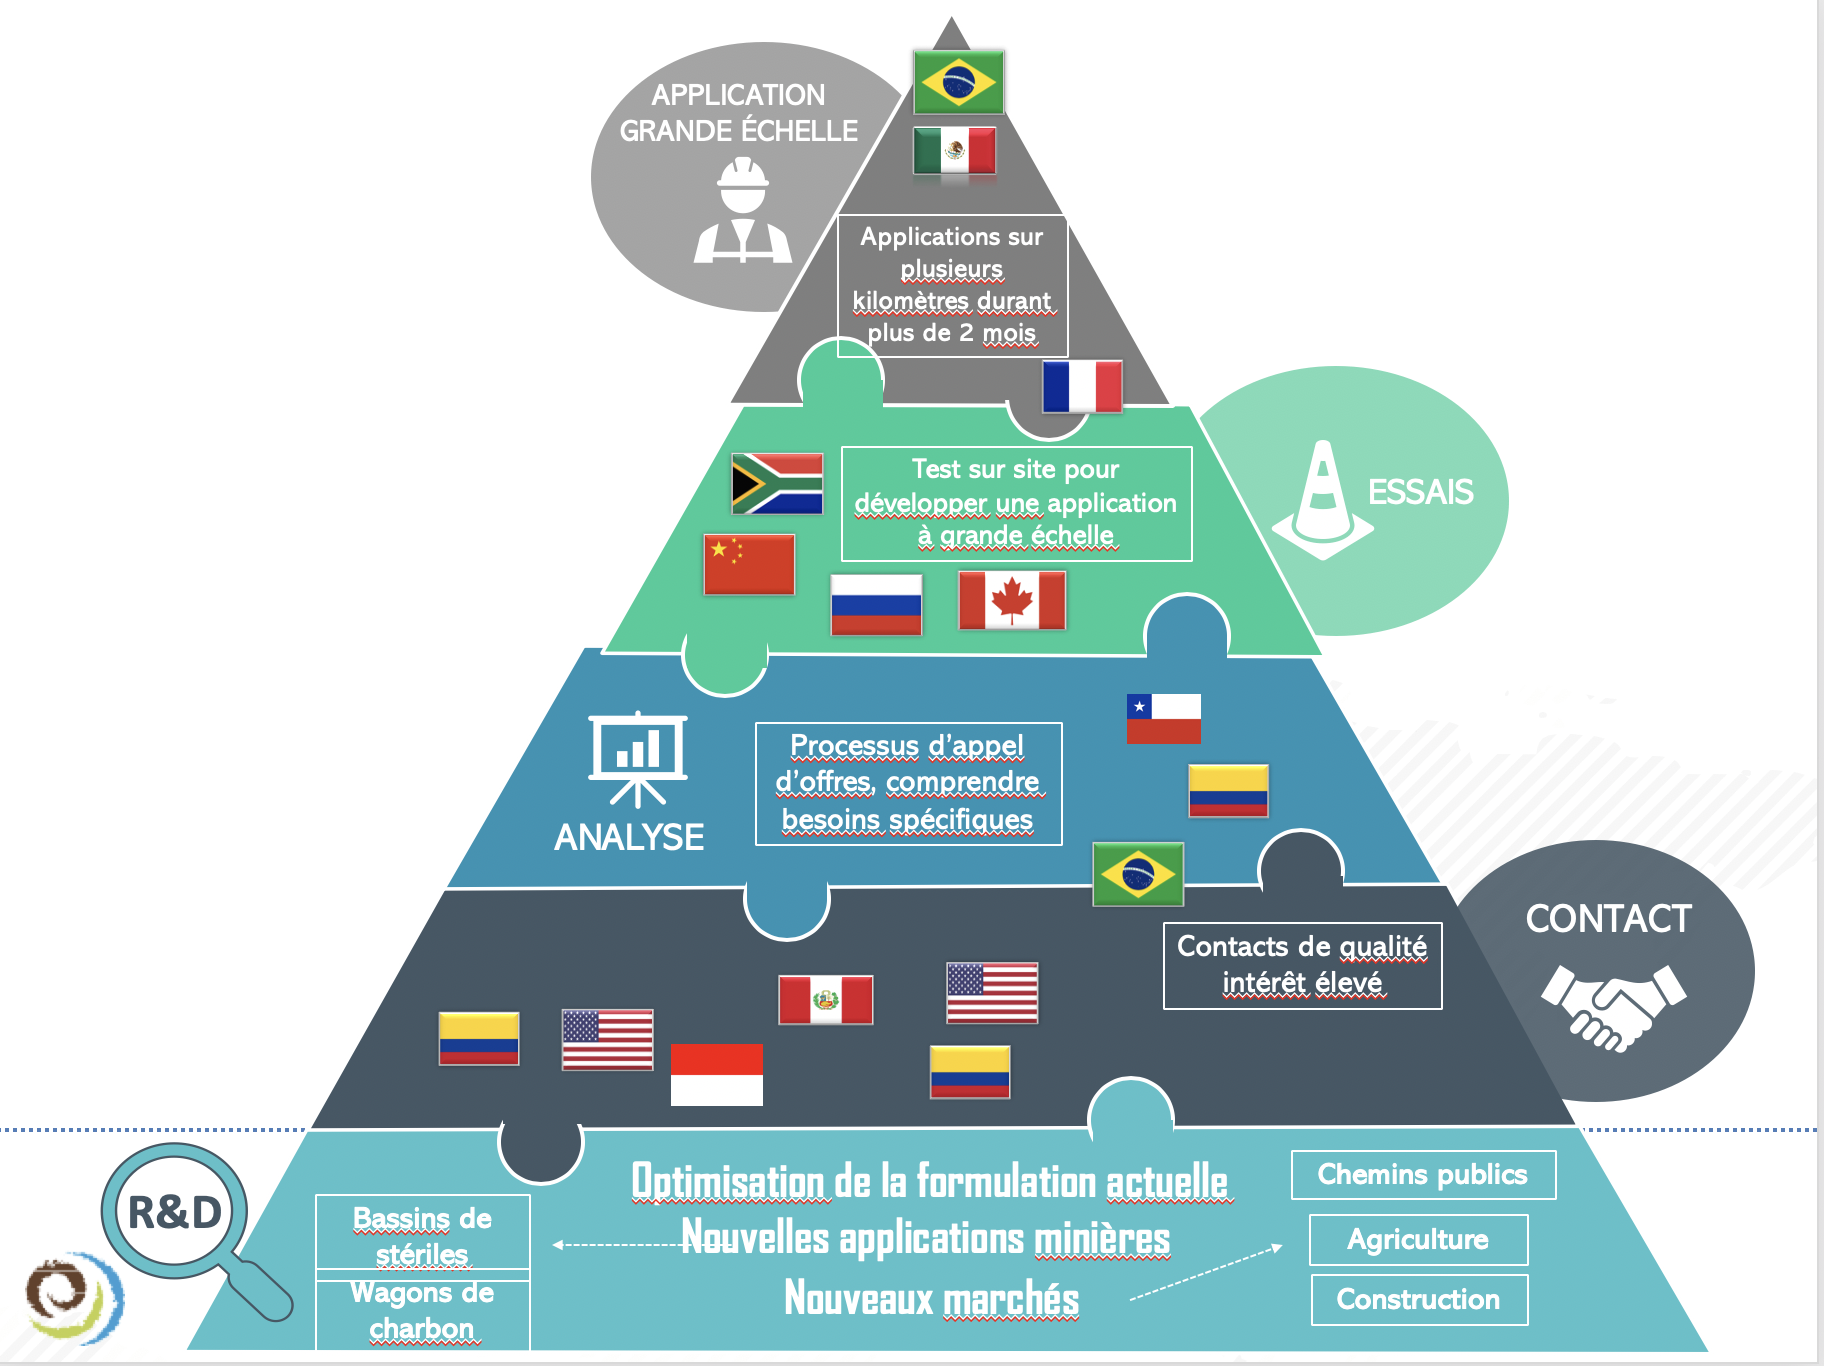 APPLICATION
GRANDE ÉCHELLE
Applications sur
plusieurs
kilomètres durant
plus de 2 mois
Test sur site pour
développer une application
à grande échelle
ESSAIS
Processus d'appel
d'offres, comprendre
besoins spécifiques
ANALYSE
CONTACT
Contacts de qualité
intérêt élevé
R&D
Bassins de
stériles
Wagons de
charbon
Optimisation de la formulation actuelle
Nouvelles applications minières
Nouveaux marchés
Chemins publics
Agriculture
Construction